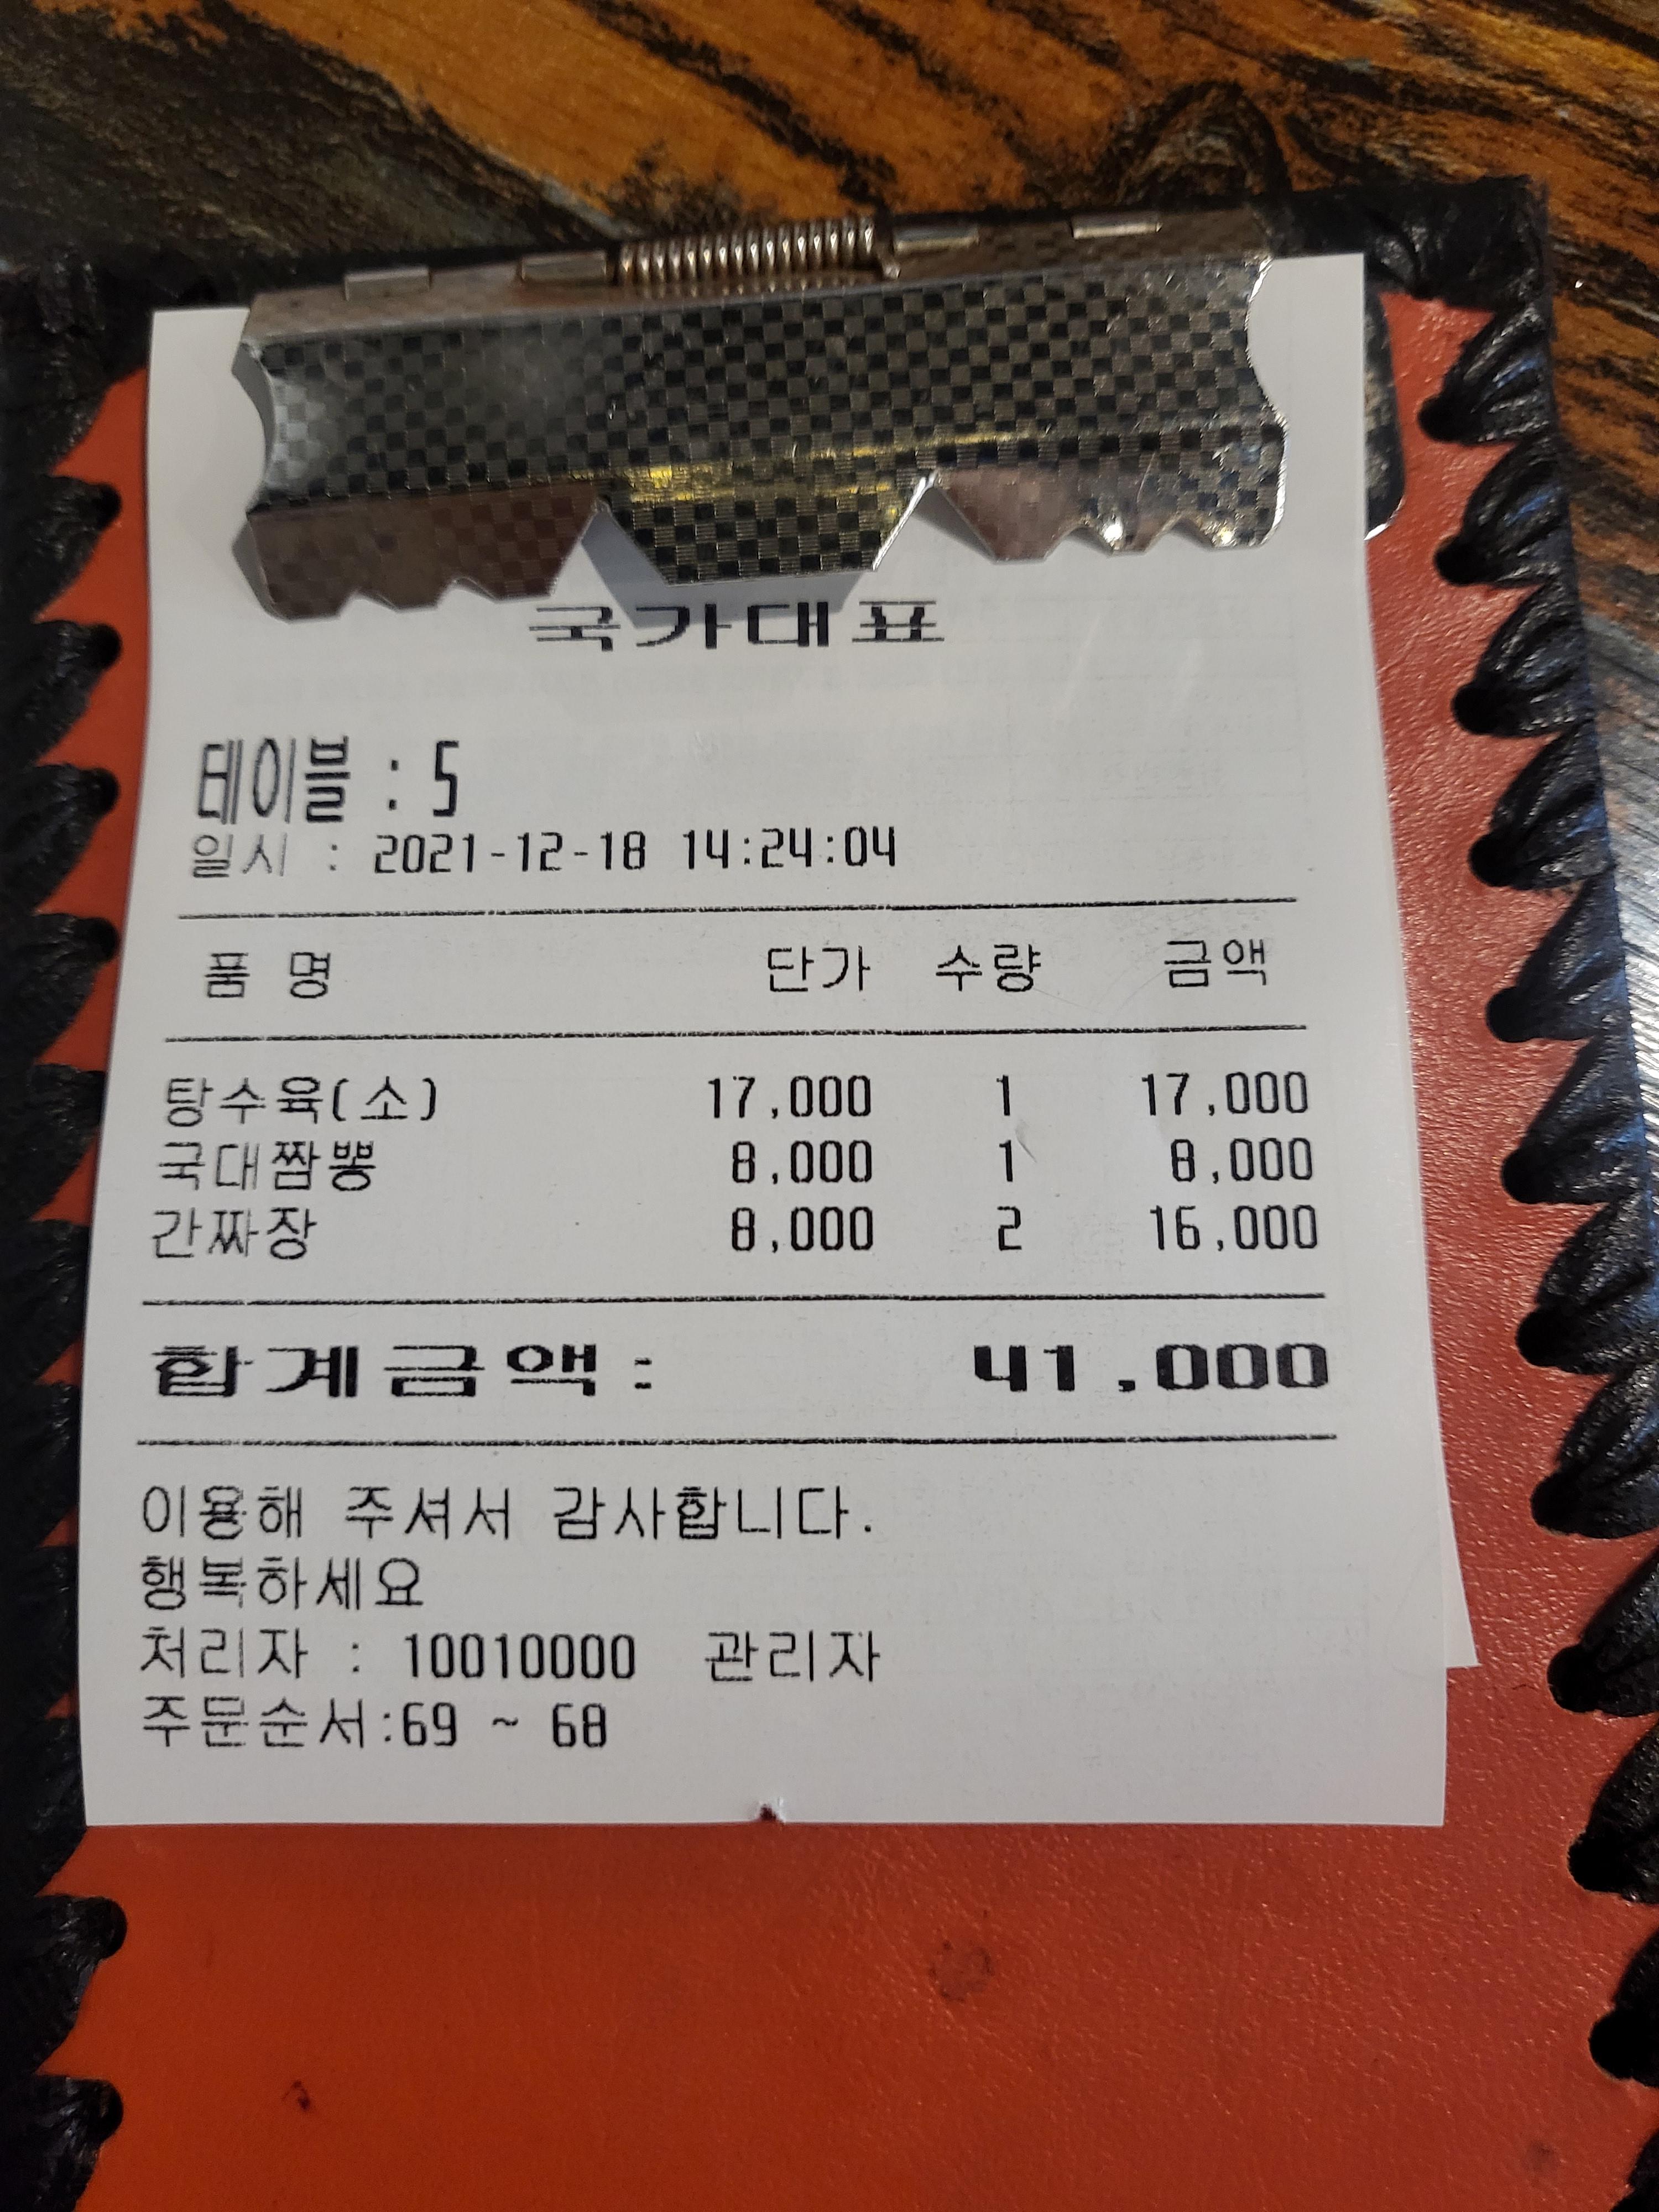 국가대표
테이블 : 5
일시 : 2021-12-18 14:24:04
품 명 단가 수량 금액
탕수육(소) 17,000 1 17,000
국대짬뽕 8,000 1 8,000
간짜장 8,000 2 16,000
합계금액 : 41,000
이용해 주셔서 감사합니다.
행복하세요
처리자 : 10010000 관리자
주문순서:69 ~ 68